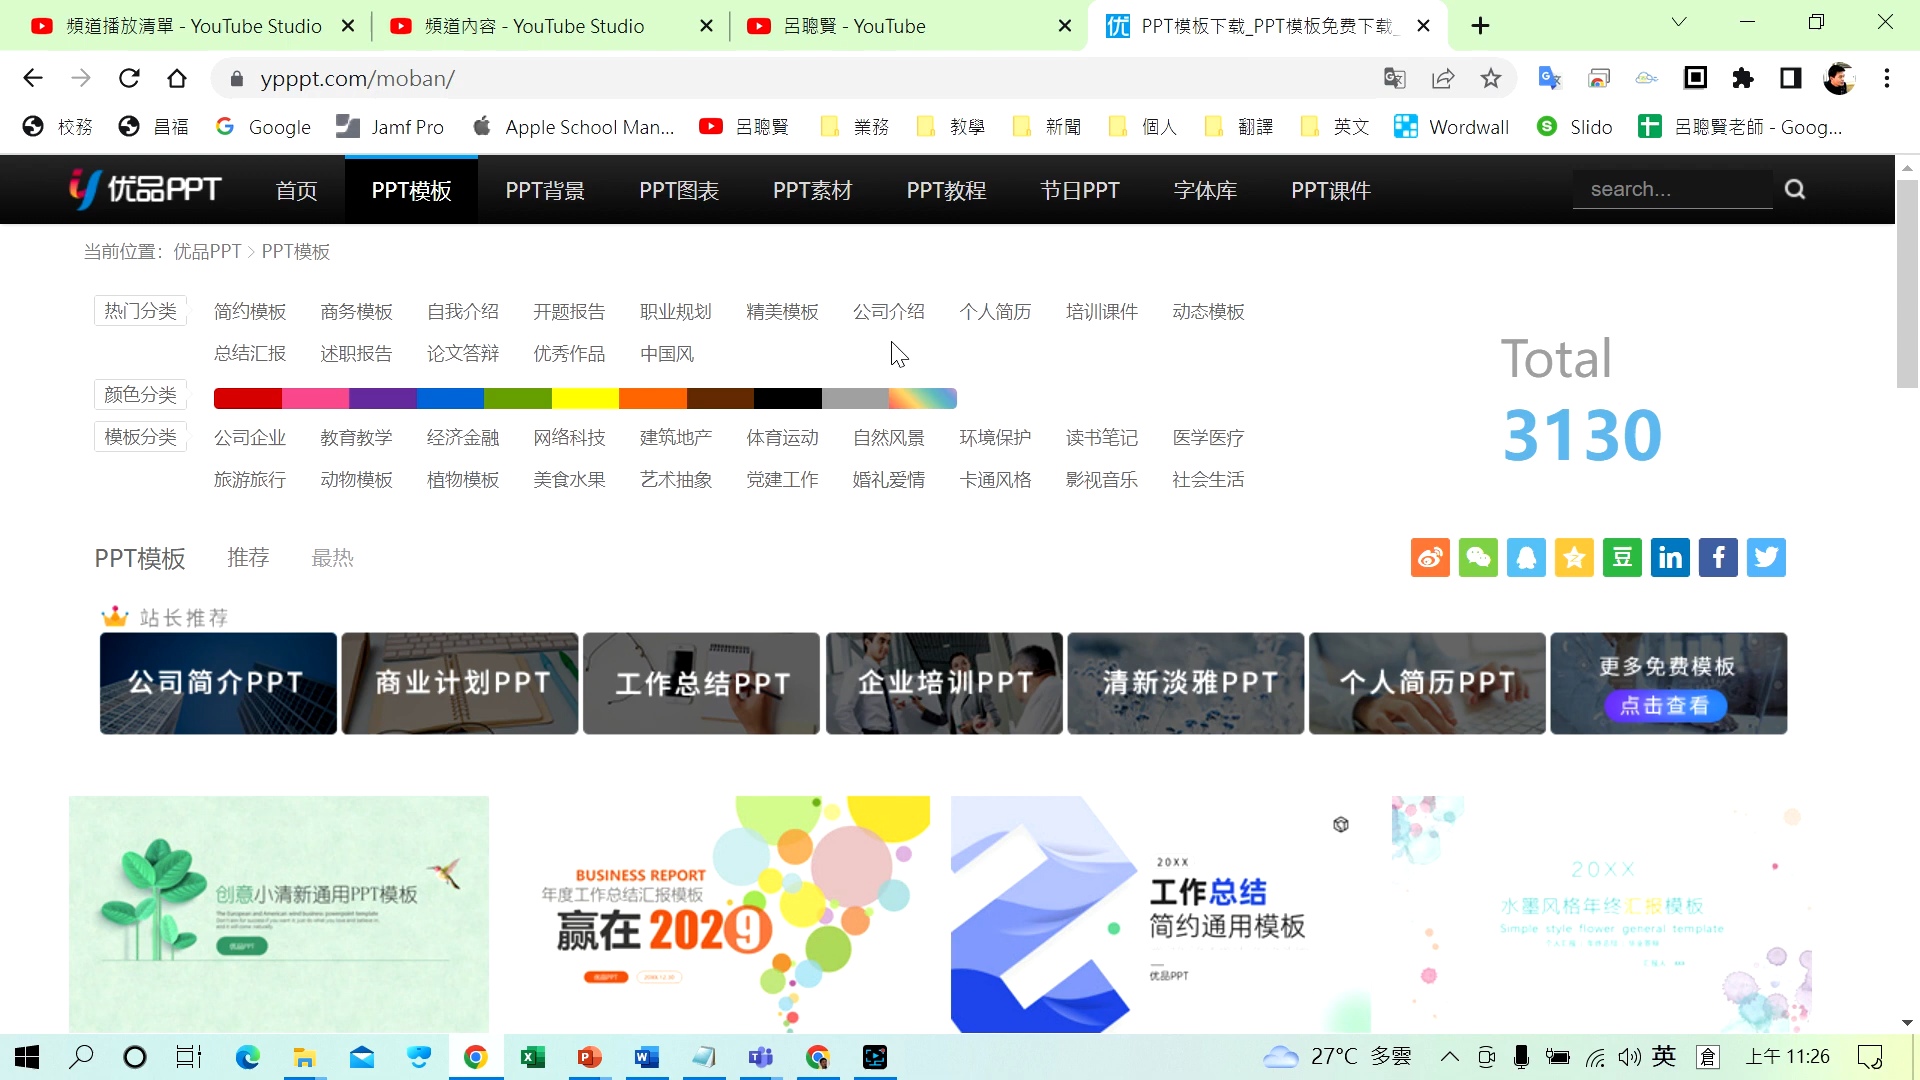 頻道播放清單 - YouTube Studio
頻道內容 - YouTube Studio
呂聰賢 - YouTube
PPT模板下载_PPT模板免费下载_
ypppt.com/moban/
校務 昌福 Google Jamf Pro Apple School Man... 呂聰賢 業務 教學 新聞 個人 翻譯 英文 Wordwall Slido 呂聰賢老師 - Goog...
优品PPT 首页 PPT模板 PPT背景 PPT图表 PPT素材 PPT教程 节日PPT 字体库 PPT课件 search...
当前位置：优品PPT > PPT模板
热门分类 简约模板 商务模板 自我介绍 开题报告 职业规划 精美模板 公司介绍 个人简历 培训课件 动态模板
总结汇报 述职报告 论文答辩 优秀作品 中国风
颜色分类
模板分类 公司企业 教育教学 经济金融 网络科技 建筑地产 体育运动 自然风景 环境保护 读书笔记 医学医疗
旅游旅行 动物模板 植物模板 美食水果 艺术抽象 党建工作 婚礼爱情 卡通风格 影视音乐 社会生活
Total
3130
PPT模板 推荐 最热
站长推荐
公司简介PPT
商业计划PPT
工作总结PPT
企业培训PPT
清新淡雅PPT
个人简历PPT
更多免费模板
点击查看
创意小清新通用PPT模板
优品PPT
BUSINESS REPORT
年度工作总结汇报模板
赢在 2029
优品PPT
20XX
工作总结
简约通用模板
优品PPT
20XX
水墨风格年终汇报模板
Simple style flower general template
27°C 多雲 英 倉 上午 11:26